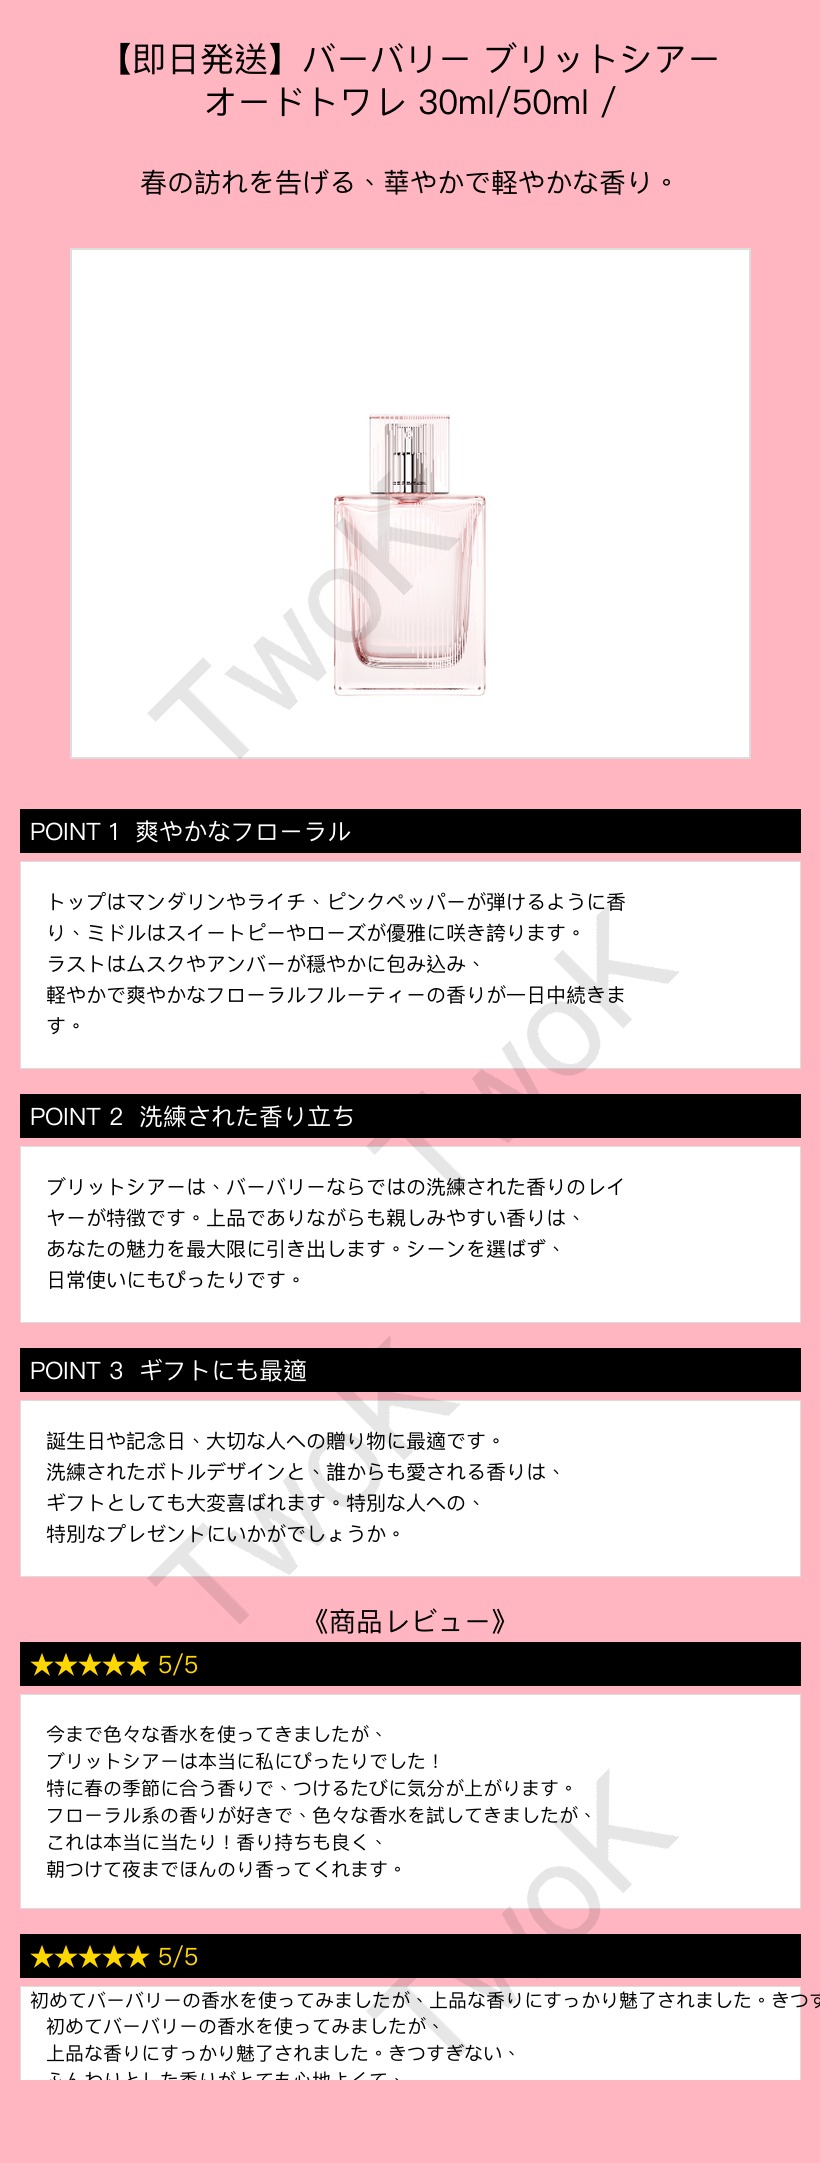 【即日発送】バーバリー ブリットシアー
オードトワレ 30ml/50ml /
春の訪れを告げる、華やかで軽やかな香り。
TwoK
POINT 1 爽やかなフローラル
トップはマンダリンやライチ、ピンクペッパーが弾けるように香
り、ミドルはスイートピーやローズが優雅に咲き誇ります。
ラストはムスクやアンバーが穏やかに包み込み、
軽やかで爽やかなフローラルフルーティーの香りが一日中続きま
す。
TwoK
POINT 2 洗練された香り立ち
ブリットシアーは、バーバリーならではの洗練された香りのレイ
ヤーが特徴です。上品でありながらも親しみやすい香りは、
あなたの魅力を最大限に引き出します。シーンを選ばず、
日常使いにもぴったりです。
POINT 3 ギフトにも最適
誕生日や記念日、大切な人への贈り物に最適です。
洗練されたボトルデザインと、誰からも愛される香りは、
ギフトとしても大変喜ばれます。特別な人への、
特別なプレゼントにいかがでしょうか。
TwoK
《商品レビュー》
★★★★★ 5/5
今まで色々な香水を使ってきましたが、
ブリットシアーは本当に私にぴったりでした！
特に春の季節に合う香りで、つけるたびに気分が上がります。
フローラル系の香りが好きで、色々な香水を試してきましたが、
これは本当に当たり！香り持ちも良く、
朝つけて夜までほんのり香ってくれます。
TwoK
★★★★★ 5/5
初めてバーバリーの香水を使ってみましたが、上品な香りにすっかり魅了されました。きつす
初めてバーバリーの香水を使ってみましたが、
上品な香りにすっかり魅了されました。きつすぎない、
ふんわりとした香りがとても心地よくて、